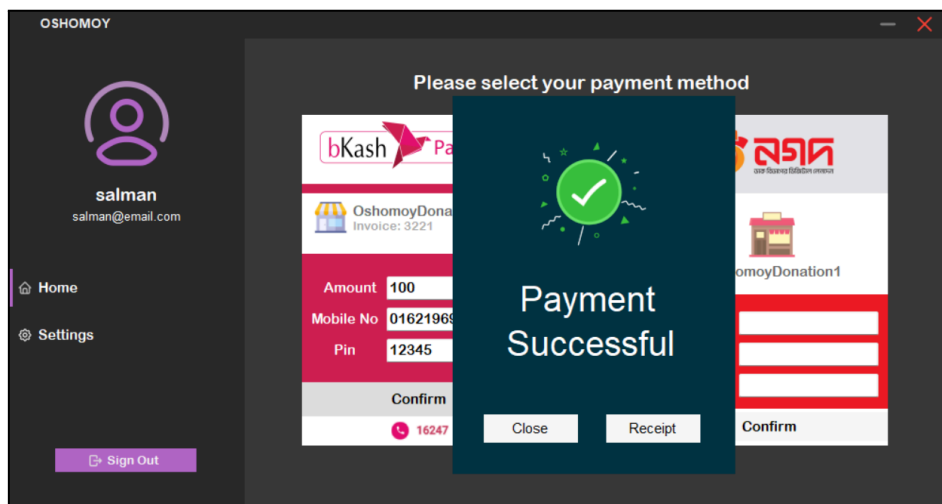 OSHOMOY
salman
salman@email.com
Home
Settings
Sign Out
Please select your payment method
bKash Pa
OshomoyDona
Invoice: 3221
Amount 100
Mobile No 01621969
Pin 12345
Confirm
16247
Payment
Successful
Close Receipt
নগদ
omoyDonation1
Confirm